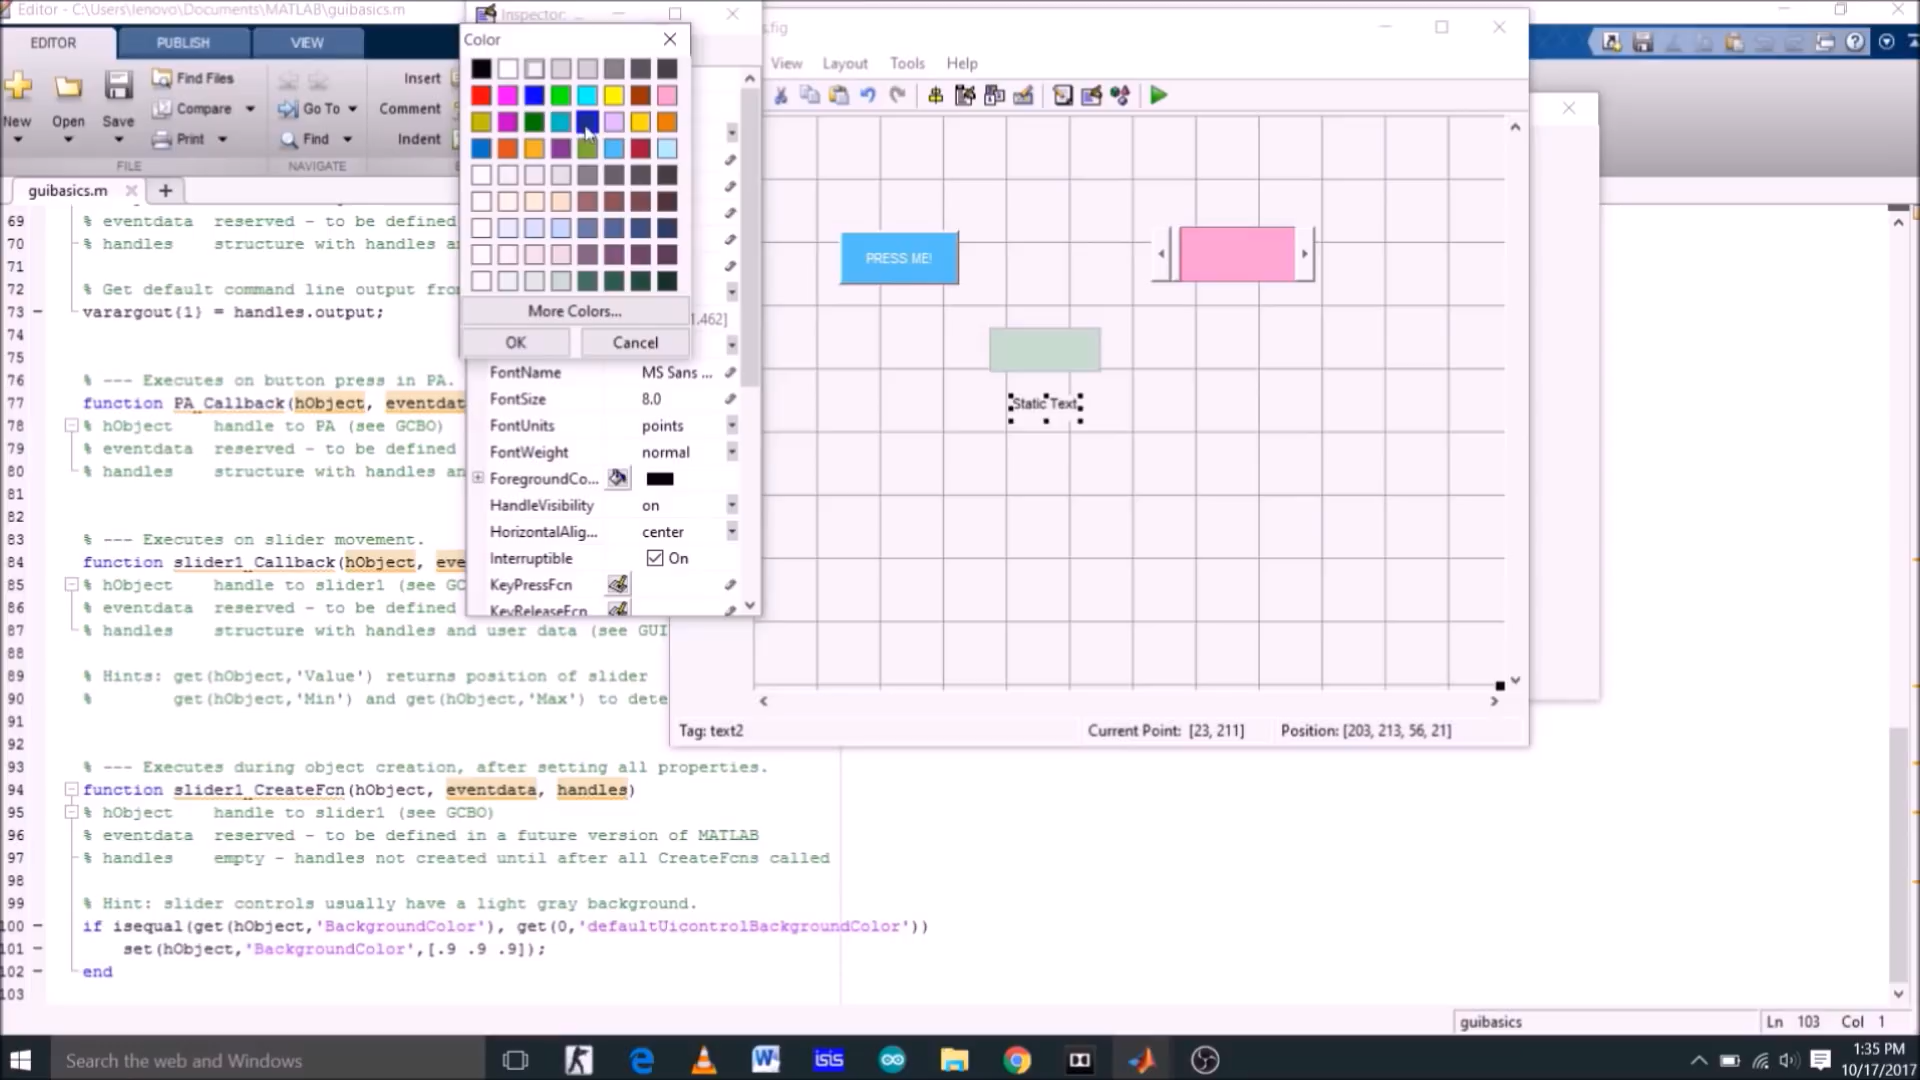 Editor - C:\Users\lenovo\Documents\MATLAB\guibasics.m
EDITOR
PUBLISH
VIEW
New
Open
Save
Find Files
Compare
Print
FILE
Go To
Find
NAVIGATE
Insert
Comment
Indent
guibasics.m
69 % eventdata reserved - to be defined
70 % handles structure with handles a
71
72 % Get default command line output fro
73 varargout{1} = handles.output;
74
75
76 % --- Executes on button press in PA.
77 function PA_Callback(hObject, eventdat
78 % hObject handle to PA (see GCBO)
79 % eventdata reserved - to be defined
80 % handles structure with handles a
81
82
83 % --- Executes on slider movement.
84 function slider1_Callback(hObject, eve
85 % hObject handle to slider1 (see GC
86 % eventdata reserved - to be defined
87 % handles structure with handles and user data (see GUI
88
89 % Hints: get(hObject,'Value') returns position of slider
90 % get(hObject,'Min') and get(hObject,'Max') to dete
91
92
93 % --- Executes during object creation, after setting all properties.
94 function slider1_CreateFcn(hObject, eventdata, handles)
95 % hObject handle to slider1 (see GCBO)
96 % eventdata reserved - to be defined in a future version of MATLAB
97 % handles empty - handles not created until after all CreateFcns called
98
99 % Hint: slider controls usually have a light gray background.
100 if isequal(get(hObject,'BackgroundColor'), get(0,'defaultUicontrolBackgroundColor'))
101 set(hObject,'BackgroundColor',[.9 .9 .9]);
102 end
103
Inspector:
Color
More Colors...
OK
Cancel
1.462]
FontName MS Sans ...
FontSize 8.0
FontUnits points
FontWeight normal
ForegroundCo...
HandleVisibility on
HorizontalAlig... center
Interruptible On
KeyPressFcn
KeyReleaseFcn
s.fig
View
Layout
Tools
Help
PRESS ME!
Static Text
Tag: text2
Current Point: [23, 211]
Position: [203, 213, 56, 21]
guibasics
Ln 103 Col 1
Search the web and Windows
isis
1:35 PM
10/17/2017